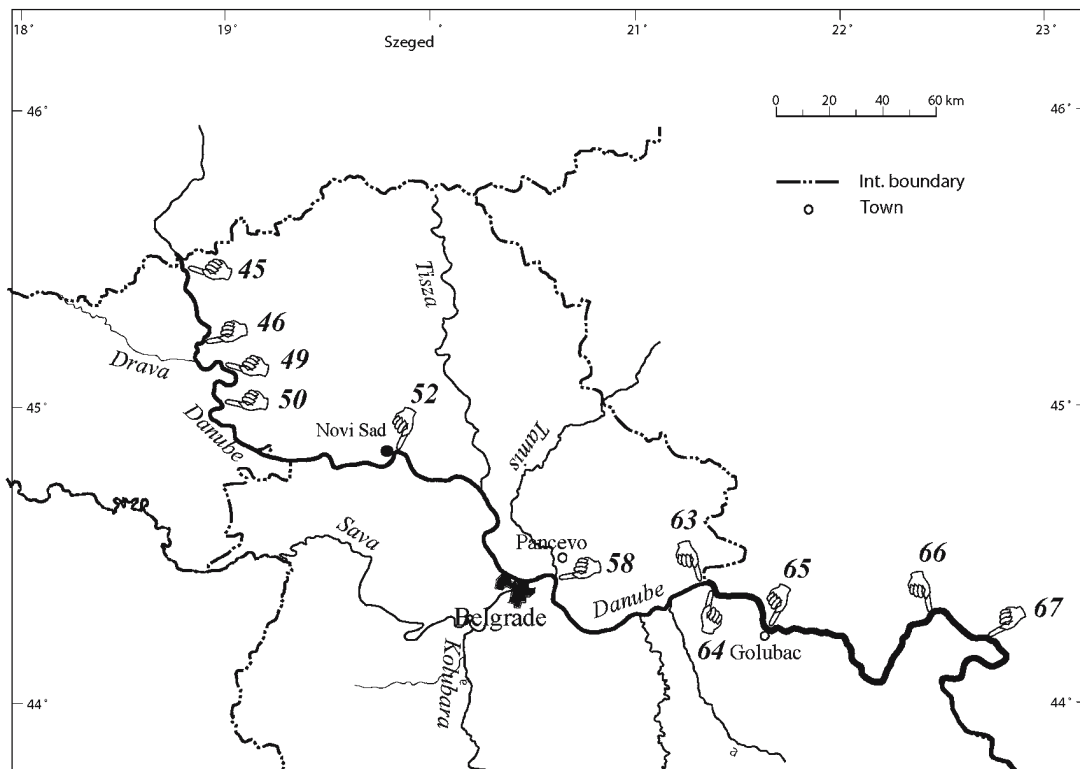 18° 19° ° 21° 22° 23°
Szeged
0 20 40 60 km
46° 46°
Int. boundary
Town
45
Tisza
46
Drava
49
50
52
45° 45°
Danube
Novi Sad
Tamis
63
Sava
Pancevo
58
65
66
Danube
67
Belgrade
64 Golubac
Kolubara
e
44° 44°
a